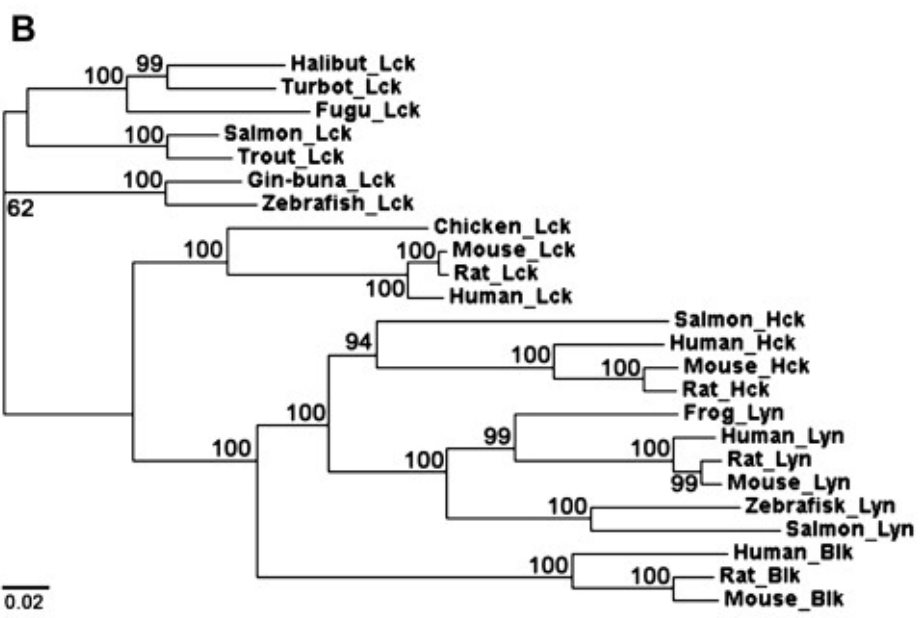 B
99 Halibut_Lck
100
Turbot_Lck
Fugu_Lck
100 Salmon_Lck
Trout_Lck
100 Gin-buna_Lck
62
Zebrafish_Lck
Chicken_Lck
100
100 Mouse_Lck
Rat_Lck
100 Human_Lck
Salmon_Hck
94
100 Human_Hck
100 Mouse_Hck
Rat_Hck
100
99 Frog_Lyn
100 Human_Lyn
100
100 Rat_Lyn
99 Mouse_Lyn
100 Zebrafisk_Lyn
Salmon_Lyn
100 Human_Blk
100 Rat_Blk
Mouse_Blk
0.02